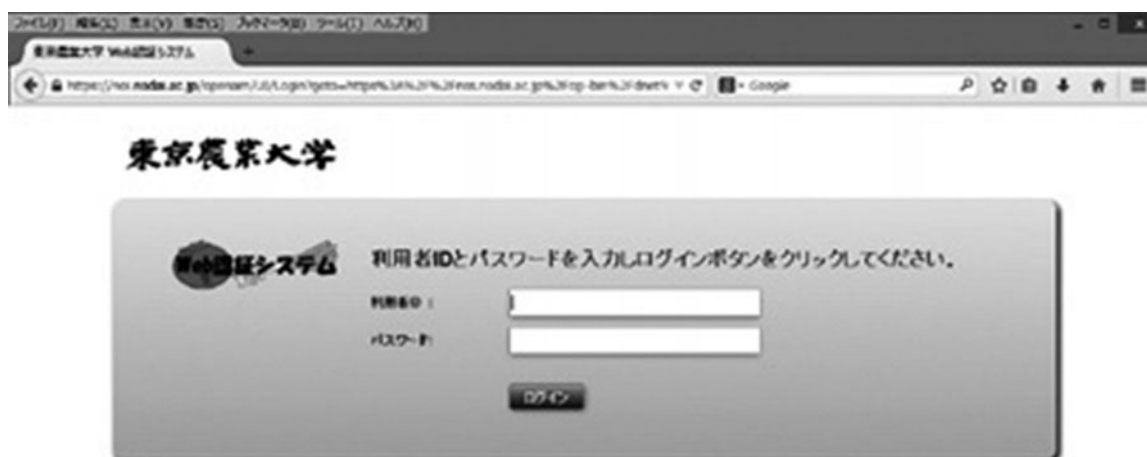 ファイル(F) 編集(E) 表示(V) 履歴(S) ブックマーク(B) ツール(T) ヘルプ(H)
東京農業大学 Web認証システム
Google
東京農業大学
Web認証システム
利用者IDとパスワードを入力しログインボタンをクリックしてください。
利用者ID：
パスワード:
ログイン